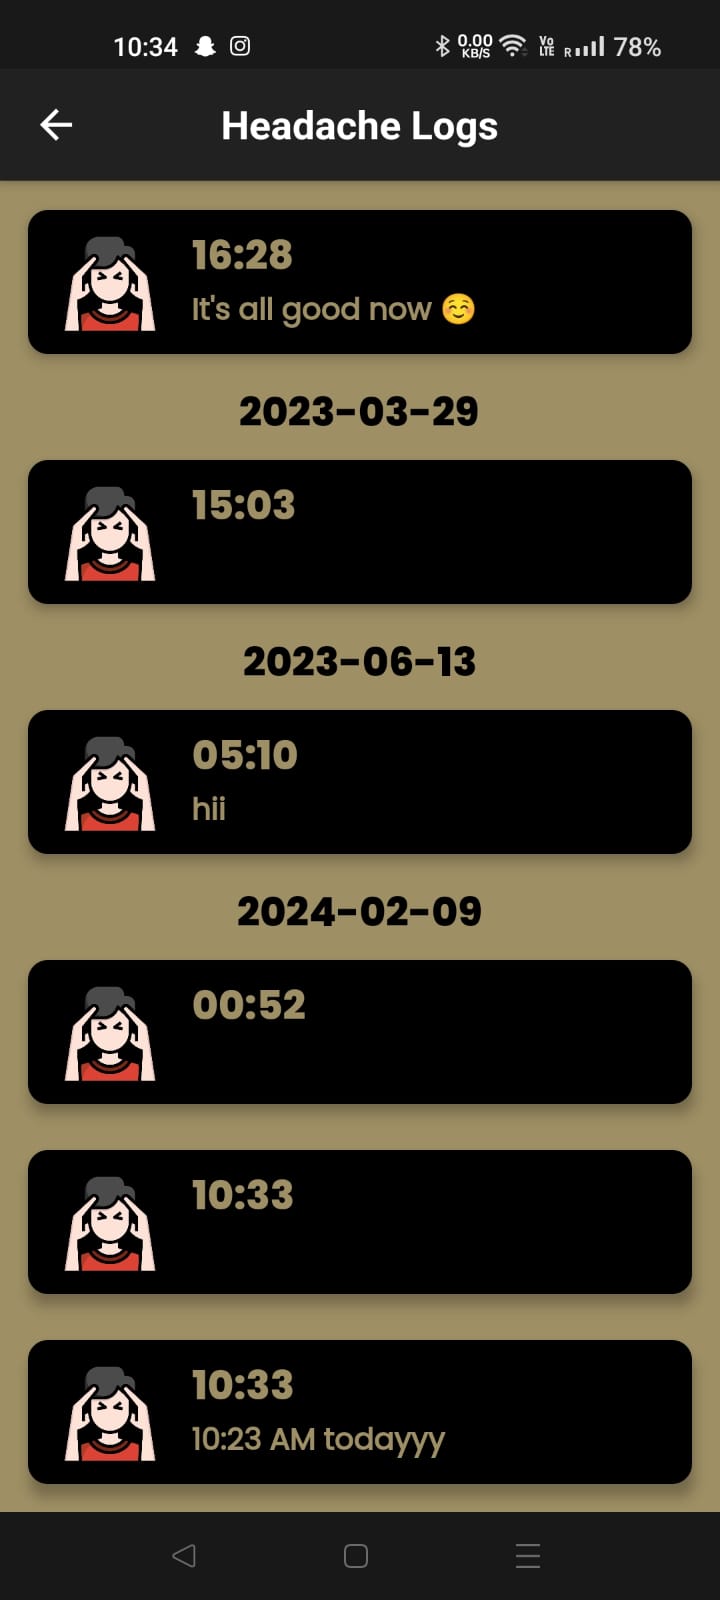 10:34 0.00 KB/S Vo LTE R 78%
Headache Logs
16:28
It's all good now ☺️
2023-03-29
15:03
2023-06-13
05:10
hii
2024-02-09
00:52
10:33
10:33
10:23 AM todayyy